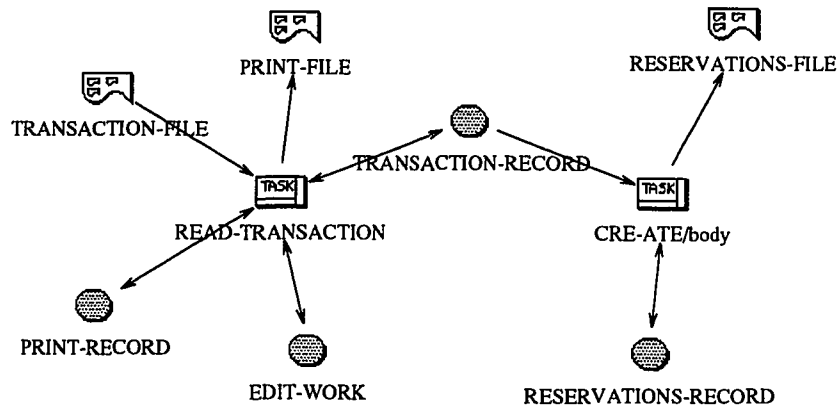 PRINT-FILE
RESERVATIONS-FILE
TRANSACTION-FILE
TRANSACTION-RECORD
TASK
TASK
READ-TRANSACTION
CRE-ATE/body
PRINT-RECORD
EDIT-WORK
RESERVATIONS-RECORD